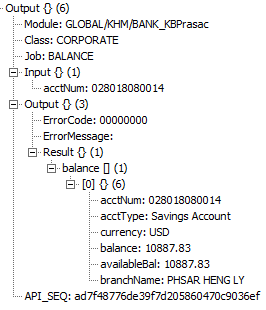 Output {} (6)
Module: GLOBAL/KHM/BANK_KBPrasac
Class: CORPORATE
Job: BALANCE
Input {} (1)
acctNum: 028018080014
Output {} (3)
ErrorCode: 00000000
ErrorMessage:
Result {} (1)
balance [] (1)
[0] {} (6)
acctNum: 028018080014
acctType: Savings Account
currency: USD
balance: 10887.83
availableBal: 10887.83
branchName: PHSAR HENG LY
API_SEQ: ad7f48776de39f7d205860470c9036ef